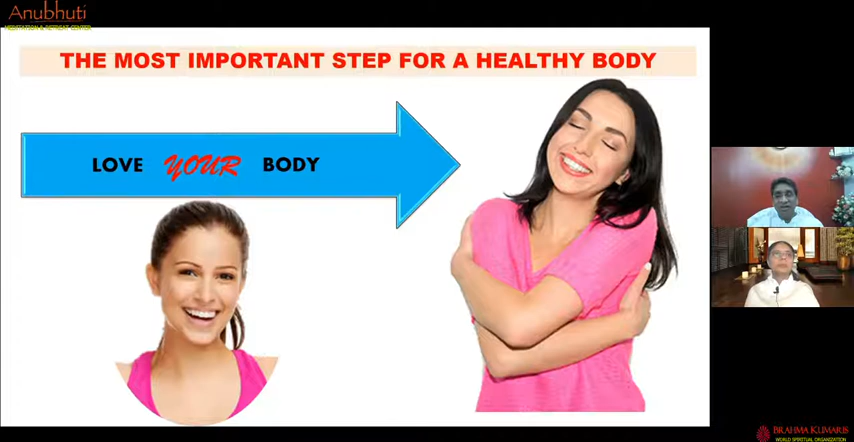 Anubhuti
MEDITATION & RETREAT CENTER
THE MOST IMPORTANT STEP FOR A HEALTHY BODY
LOVE YOUR BODY
BRAHMA KUMARIS
WORLD SPIRITUAL ORGANIZATION